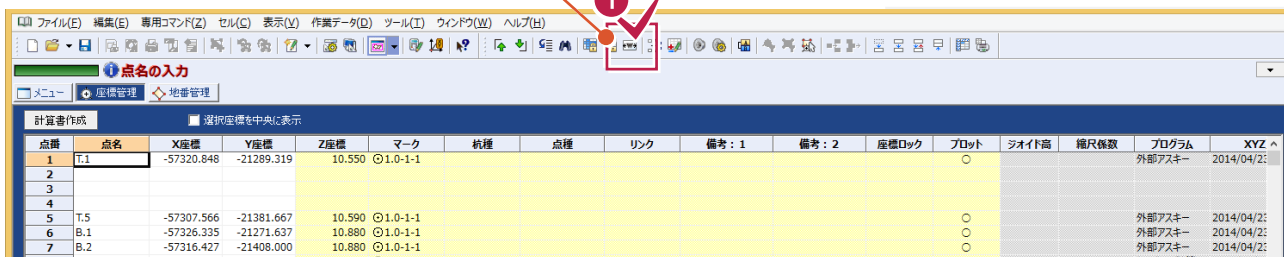 1
ファイル(F) 編集(E) 専用コマンド(Z) セル(C) 表示(V) 作業データ(D) ツール(T) ウィンドウ(W) ヘルプ(H)
点名の入力
メニュー 座標管理 地番管理
計算書作成 選択座標を中央に表示
点番 点名 X座標 Y座標 Z座標 マーク 杭種 点種 リンク 備考:1 備考:2 座標ロック プロット ジオイド高 縮尺係数 プログラム XYZ
1 T.1 -57320.848 -21289.319 10.550 ⊙1.0-1-1 ○ 外部アスキー 2014/04/23
2
3
4
5 T.5 -57307.566 -21381.667 10.590 ⊙1.0-1-1 ○ 外部アスキー 2014/04/23
6 B.1 -57326.335 -21271.637 10.880 ⊙1.0-1-1 ○ 外部アスキー 2014/04/23
7 B.2 -57316.427 -21408.000 10.880 ⊙1.0-1-1 ○ 外部アスキー 2014/04/23